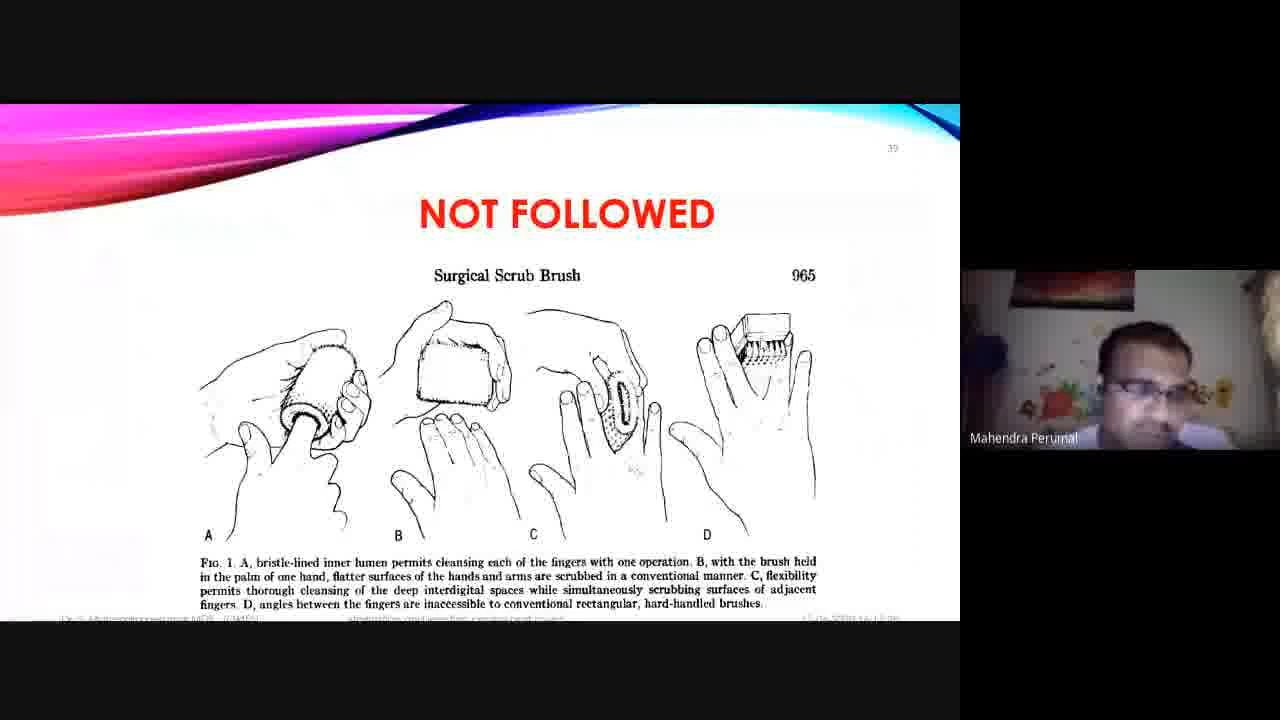 39
NOT FOLLOWED
Surgical Scrub Brush 965
A B C D
FIG. 1. A, bristle-lined inner lumen permits cleansing each of the fingers with one operation. B, with the brush held
in the palm of one hand, flatter surfaces of the hands and arms are scrubbed in a conventional manner. C, flexibility
permits thorough cleansing of the deep interdigital spaces while simultaneously scrubbing surfaces of adjacent
fingers. D, angles between the fingers are inaccessible to conventional rectangular, hard-handled brushes.
Mahendra Perumal